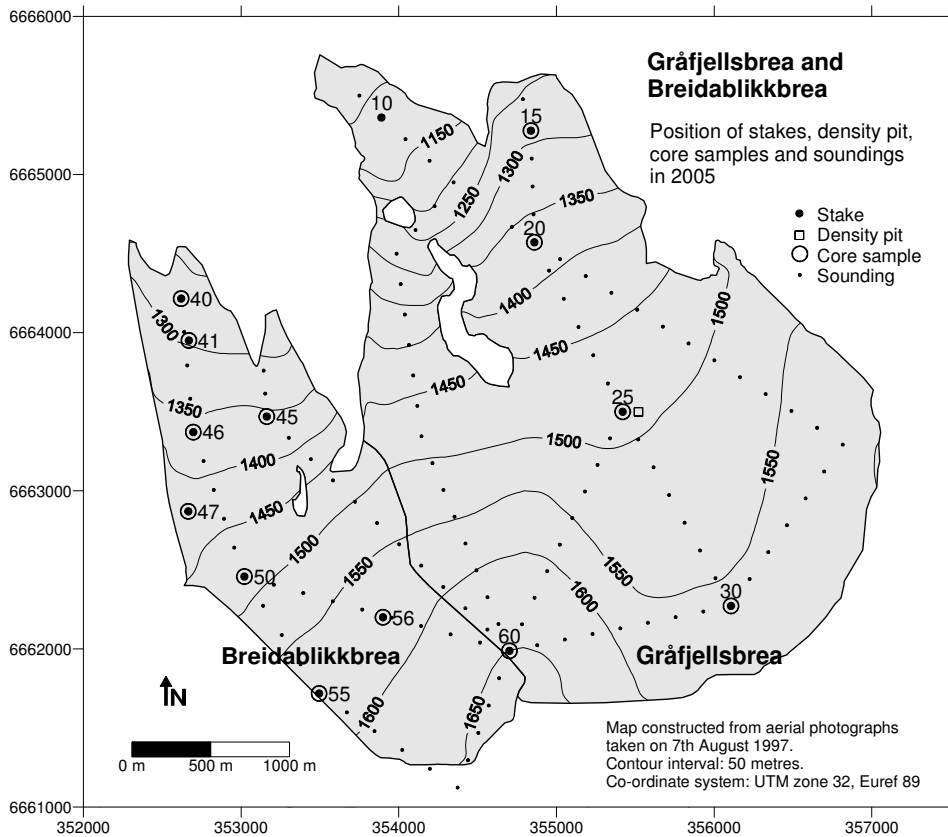 6666000
6665000
6664000
6663000
6662000
6661000
352000
353000
354000
355000
356000
357000
Gråfjellsbrea and
Breidablikkbrea
Position of stakes, density pit,
core samples and soundings
in 2005
Stake
Density pit
Core sample
Sounding
10
15
1150
1300
1250
1350
20
1400
1500
1450
40
1300
41
1450
25
1350
45
46
1500
1550
1400
47
1450
1500
1550
1550
50
1600
30
56
60
Breidablikkbrea
Gråfjellsbrea
55
1600
1650
N
0 m 500 m 1000 m
Map constructed from aerial photographs
taken on 7th August 1997.
Contour interval: 50 metres.
Co-ordinate system: UTM zone 32, Euref 89